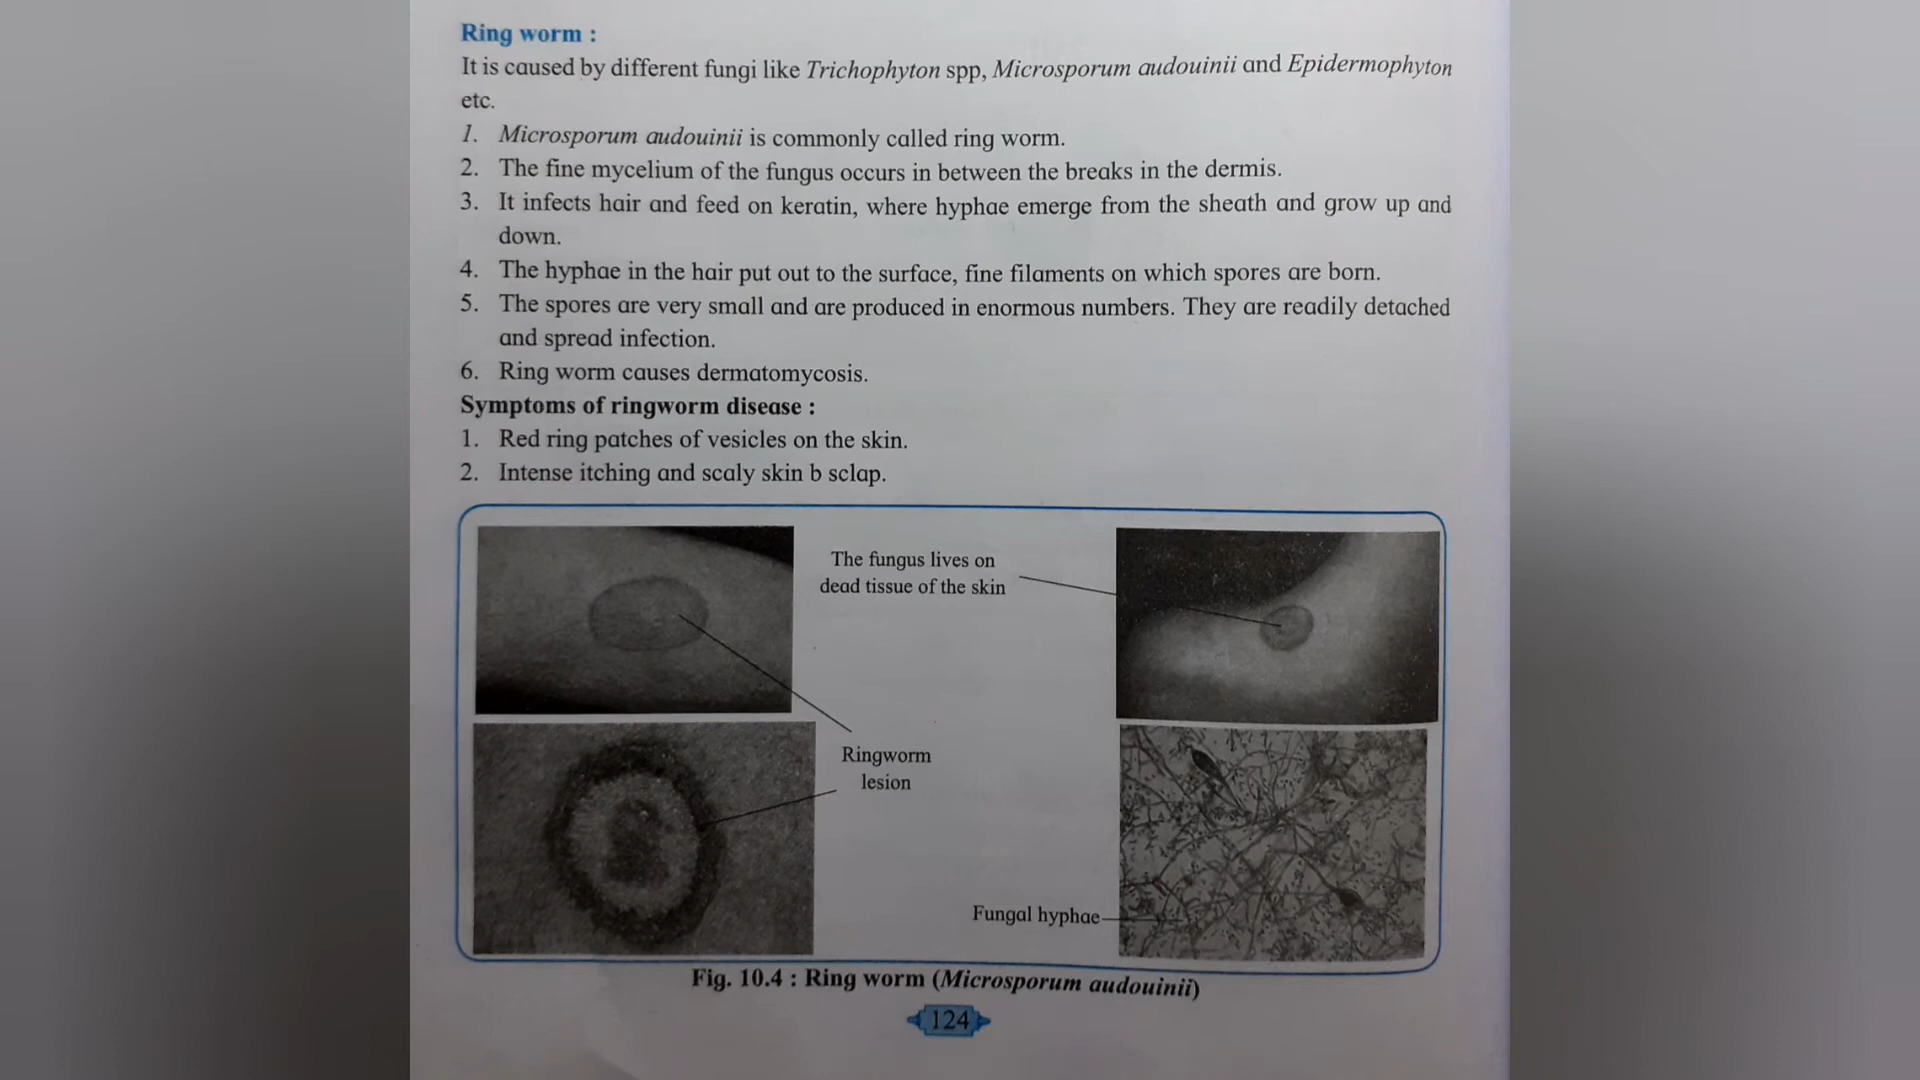 Ring worm :
It is caused by different fungi like Trichophyton spp, Microsporum audouinii and Epidermophyton
etc.
1. Microsporum audouinii is commonly called ring worm.
2. The fine mycelium of the fungus occurs in between the breaks in the dermis.
3. It infects hair and feed on keratin, where hyphae emerge from the sheath and grow up and
down.
4. The hyphae in the hair put out to the surface, fine filaments on which spores are born.
5. The spores are very small and are produced in enormous numbers. They are readily detached
and spread infection.
6. Ring worm causes dermatomycosis.
Symptoms of ringworm disease :
1. Red ring patches of vesicles on the skin.
2. Intense itching and scaly skin b sclap.
The fungus lives on
dead tissue of the skin
Ringworm
lesion
Fungal hyphae
Fig. 10.4 : Ring worm (Microsporum audouinii)
124